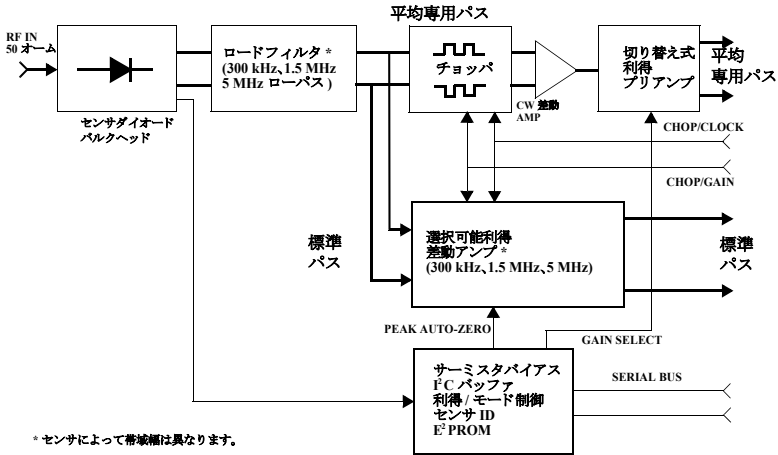 平均専用パス
RF IN
50 オーム
ロードフィルタ *
(300 kHz、1.5 MHz
5 MHz ローパス )
チョッパ
切り替え式
利得
プリアンプ
平均
専用パス
センサダイオード
バルクヘッド
CW 差動
AMP
CHOP/CLOCK
CHOP/GAIN
標準
パス
選択可能利得
差動アンプ *
(300 kHz、1.5 MHz、5 MHz)
標準
パス
PEAK AUTO-ZERO
GAIN SELECT
サーミスタバイアス
I²C バッファ
利得 / モード制御
センサ ID
E² PROM
SERIAL BUS
* センサによって帯域幅は異なります。